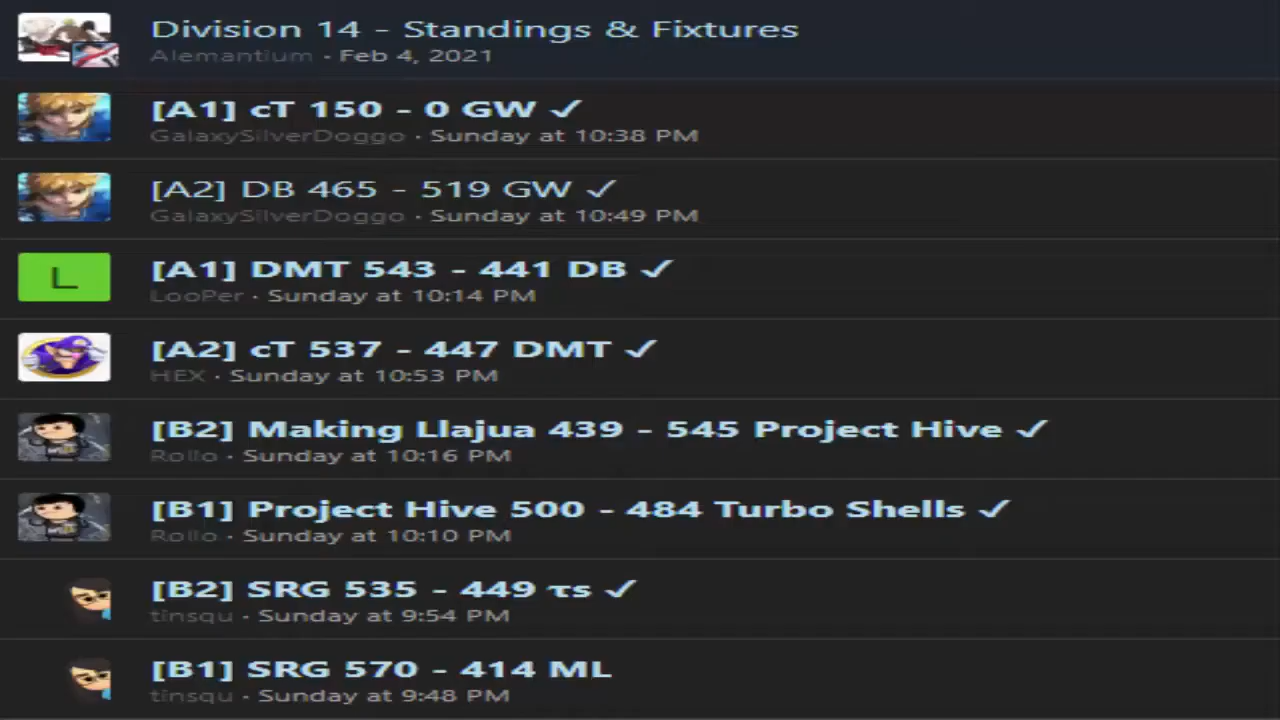 Division 14 - Standings & Fixtures
Alemantium · Feb 4, 2021
[A1] cT 150 - 0 GW ✓
GalaxySilverDoggo · Sunday at 10:38 PM
[A2] DB 465 - 519 GW ✓
GalaxySilverDoggo · Sunday at 10:49 PM
L
[A1] DMT 543 - 441 DB ✓
LooPer · Sunday at 10:14 PM
[A2] cT 537 - 447 DMT ✓
HEX · Sunday at 10:53 PM
[B2] Making Llajua 439 - 545 Project Hive ✓
Rollo · Sunday at 10:16 PM
[B1] Project Hive 500 - 484 Turbo Shells ✓
Rollo · Sunday at 10:10 PM
[B2] SRG 535 - 449 τs ✓
tinsqu · Sunday at 9:54 PM
[B1] SRG 570 - 414 ML
tinsqu · Sunday at 9:48 PM